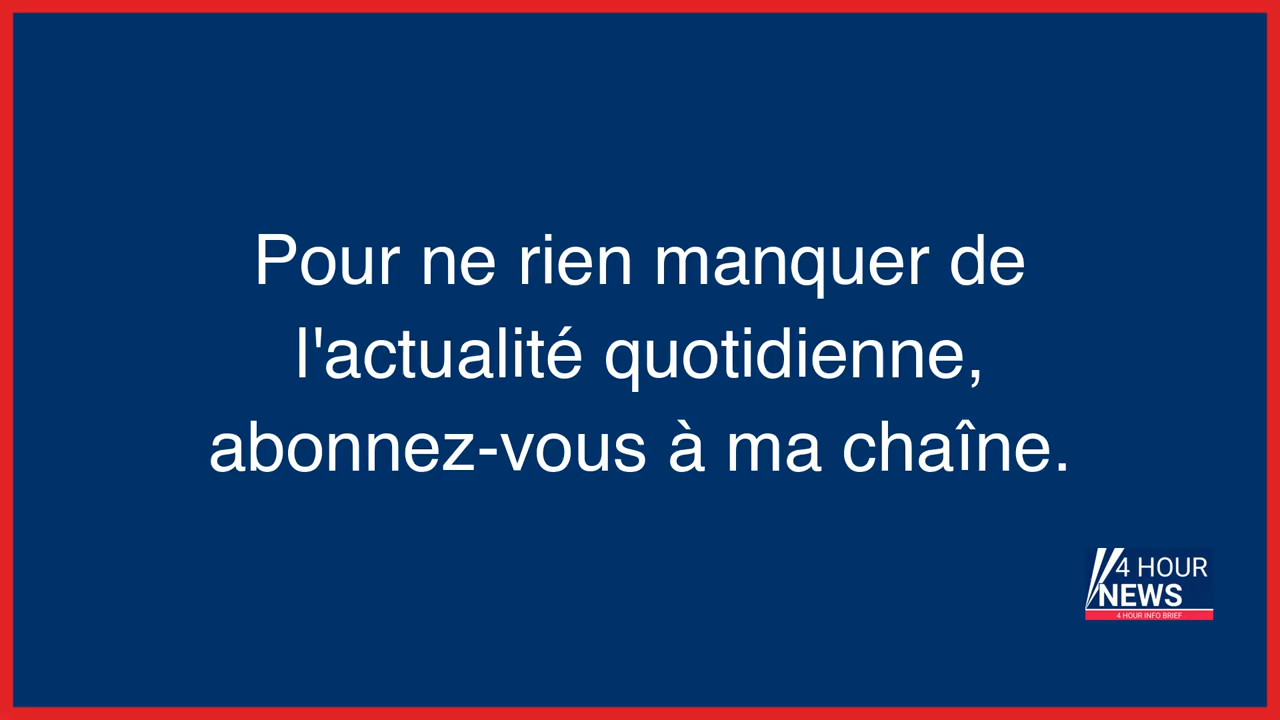 Pour ne rien manquer de
l'actualité quotidienne,
abonnez-vous à ma chaîne.
4 HOUR
NEWS
4 HOUR INFO BRIEF